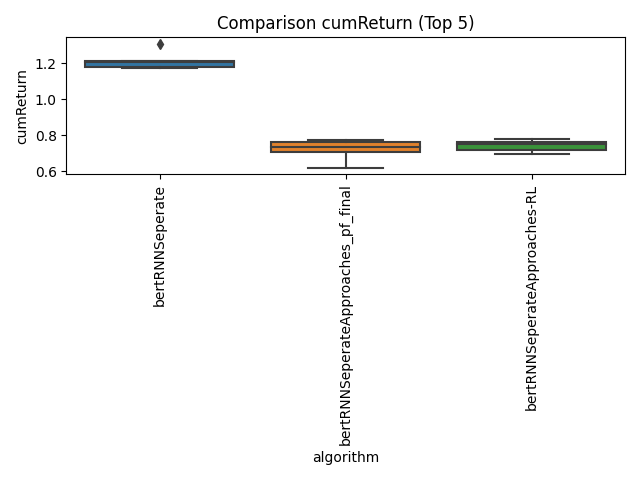 Comparison cumReturn (Top 5)
cumReturn
1.2
1.0
0.8
0.6
bertRNNSeperate
bertRNNSeperateApproaches_pf_final
bertRNNSeperateApproaches-RL
algorithm